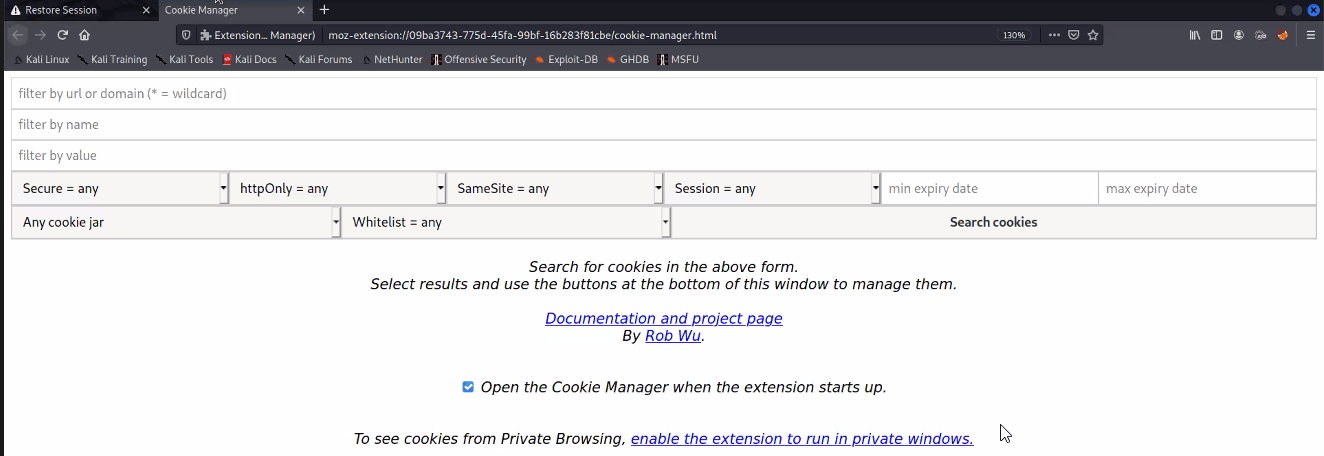 Restore Session Cookie Manager
Extension... Manager) moz-extension://09ba3743-775d-45fa-99bf-16b283f81cbe/cookie-manager.html 130%
Kali Linux Kali Training Kali Tools Kali Docs Kali Forums NetHunter Offensive Security Exploit-DB GHDB MSFU
filter by url or domain (* = wildcard)
filter by name
filter by value
Secure = any httpOnly = any SameSite = any Session = any min expiry date max expiry date
Any cookie jar Whitelist = any Search cookies
Search for cookies in the above form.
Select results and use the buttons at the bottom of this window to manage them.
Documentation and project page
By Rob Wu.
Open the Cookie Manager when the extension starts up.
To see cookies from Private Browsing, enable the extension to run in private windows.